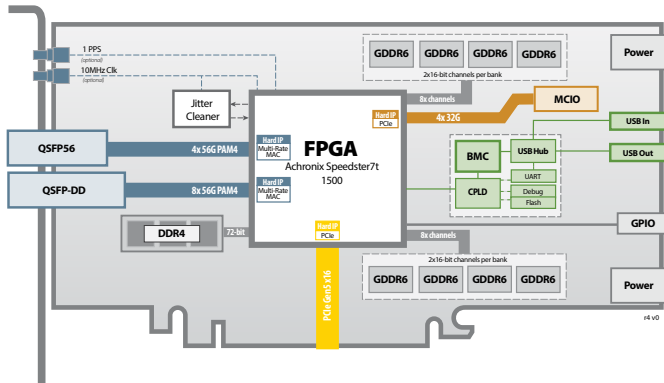 1 PPS
(optional)
10MHz Clk
(optional)
Jitter
Cleaner
QSFP56
4x 56G PAM4
QSFP-DD
8x 56G PAM4
DDR4
72-bit
Hard IP
Multi-Rate
MAC
Hard IP
Multi-Rate
MAC
FPGA
Achronix Speedster7t
1500
Hard IP
PCIe
Hard IP
PCIe
PCIe Gen5 x16
GDDR6
GDDR6
GDDR6
GDDR6
2x16-bit channels per bank
8x channels
4x 32G
MCIO
BMC
USB Hub
UART
CPLD
Debug
Flash
8x channels
2x16-bit channels per bank
GDDR6
GDDR6
GDDR6
GDDR6
Power
USB In
USB Out
GPIO
Power
r4 v0